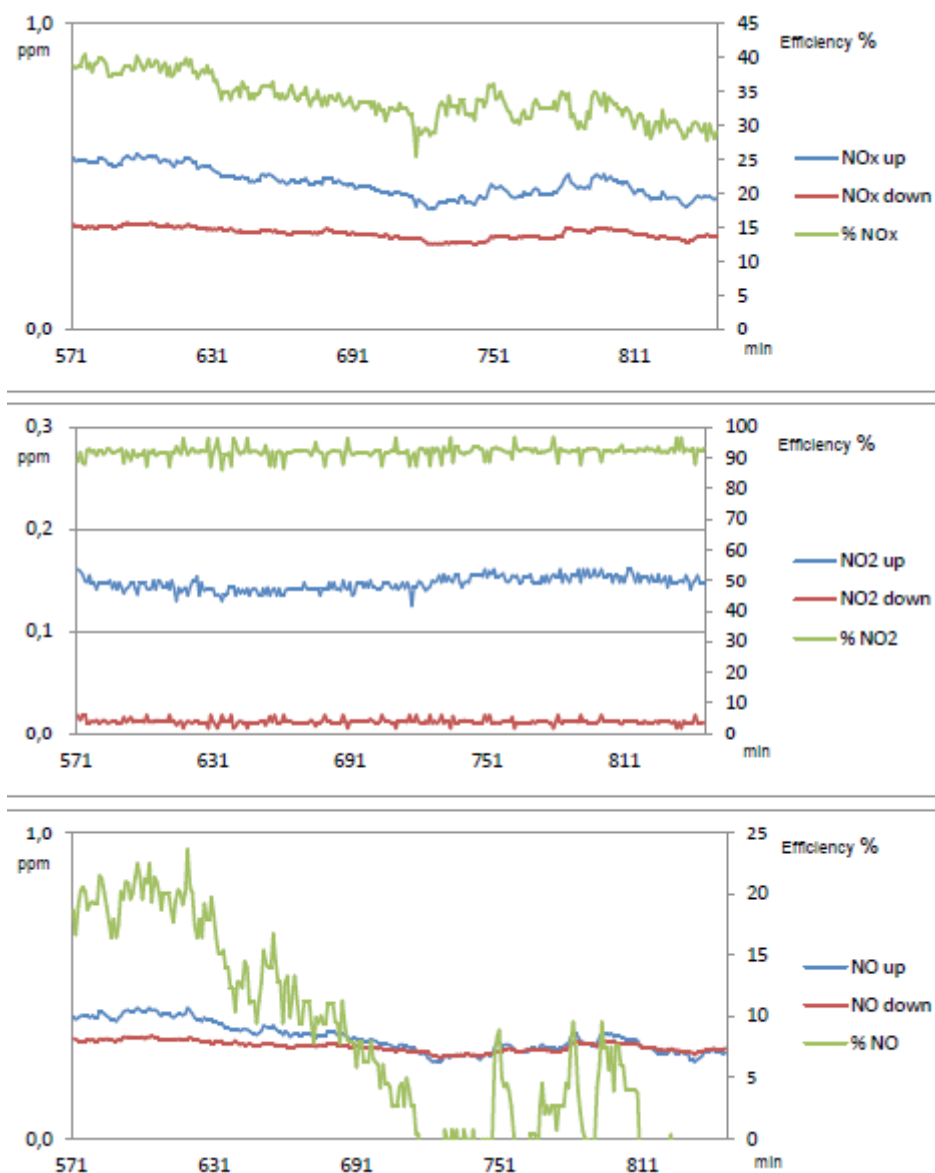 1,0
ppm
45
Efficiency %
40
35
30
25
20
15
10
5
0
NOx up
NOx down
% NOx
0,0
571
631
691
751
811
min
0,3
ppm
0,2
0,1
0,0
100
Efficiency %
90
80
70
60
50
40
30
20
10
0
NO2 up
NO2 down
% NO2
571
631
691
751
811
min
1,0
ppm
0,0
25
Efficiency %
20
15
10
5
0
NO up
NO down
% NO
571
631
691
751
811
min